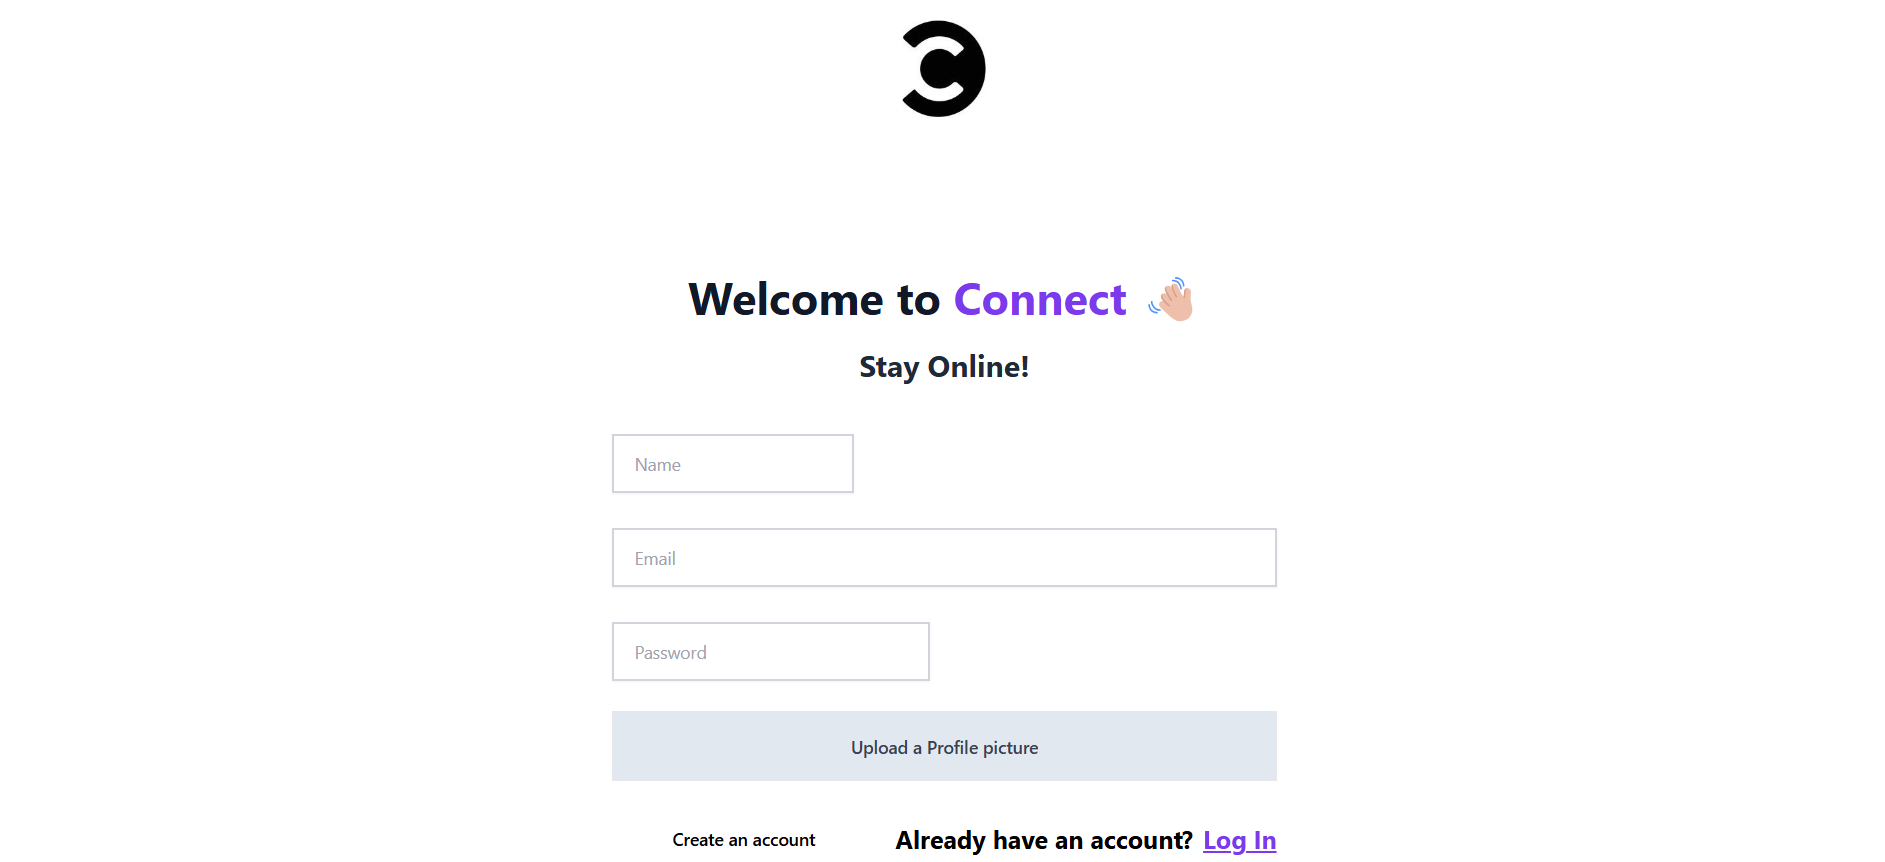 Welcome to Connect 👋🏼
Stay Online!
Name
Email
Password
Upload a Profile picture
Create an account
Already have an account? Log In